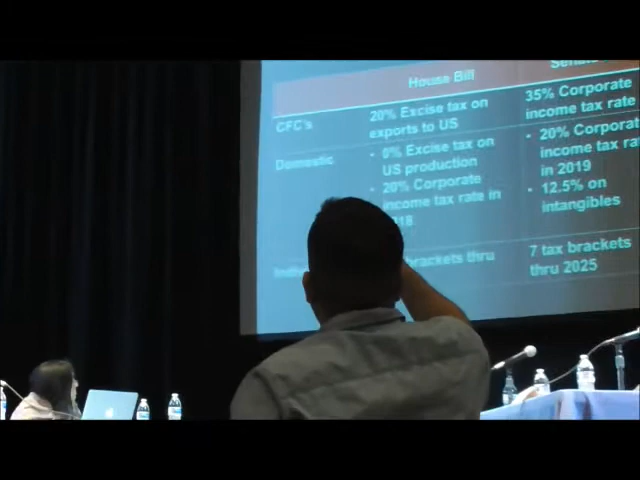 House Bill
CFC's
20% Excise tax on
exports to US
35% Corporate
income tax rate
Domestic
• 0% Excise tax on
US production
• 20% Corporate
income tax rate in
• 20% Corporat
income tax ra
in 2019
• 12.5% on
intangibles
brackets thru
7 tax brackets
thru 2025